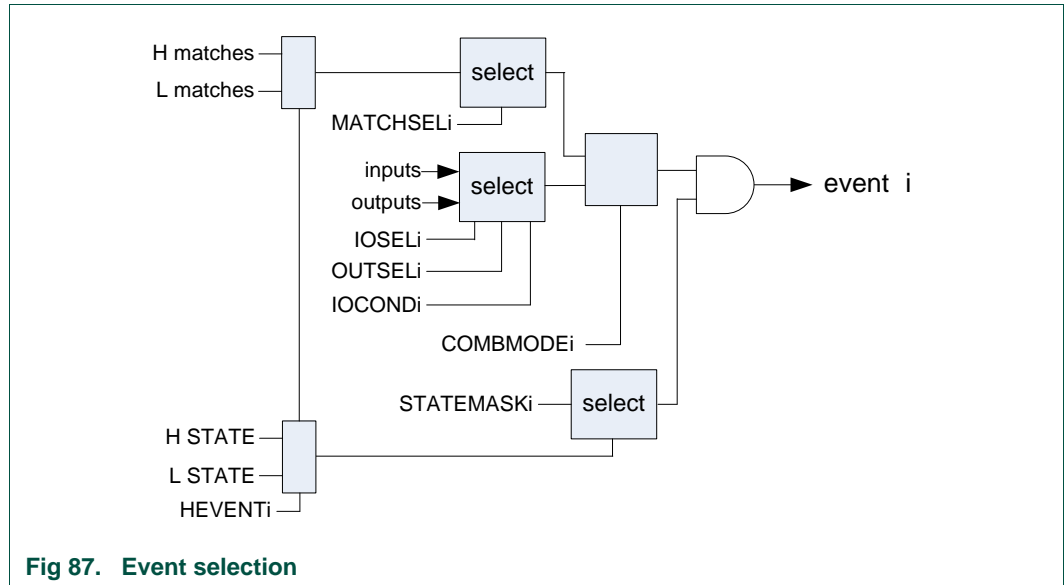 H matches
L matches
select
MATCHSELi
inputs
outputs
select
IOSELi
OUTSELi
IOCONDi
event i
COMBMODEi
STATEMASKi
select
H STATE
L STATE
HEVENTi
Fig 87. Event selection